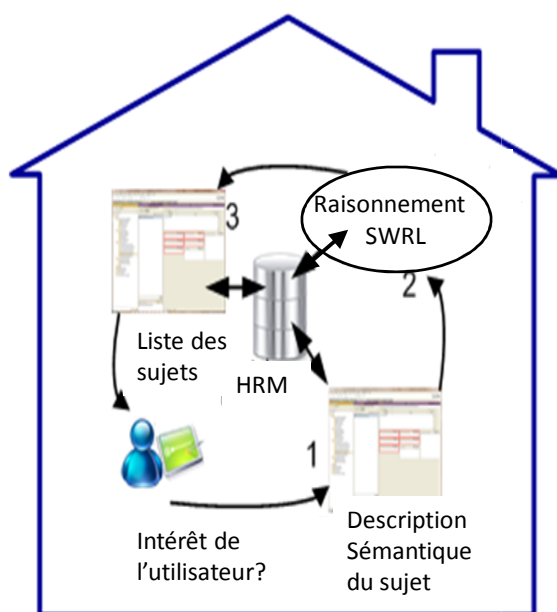 Raisonnement
SWRL
3
2
Liste des
sujets
HRM
1
Intérêt de
l'utilisateur?
Description
Sémantique
du sujet